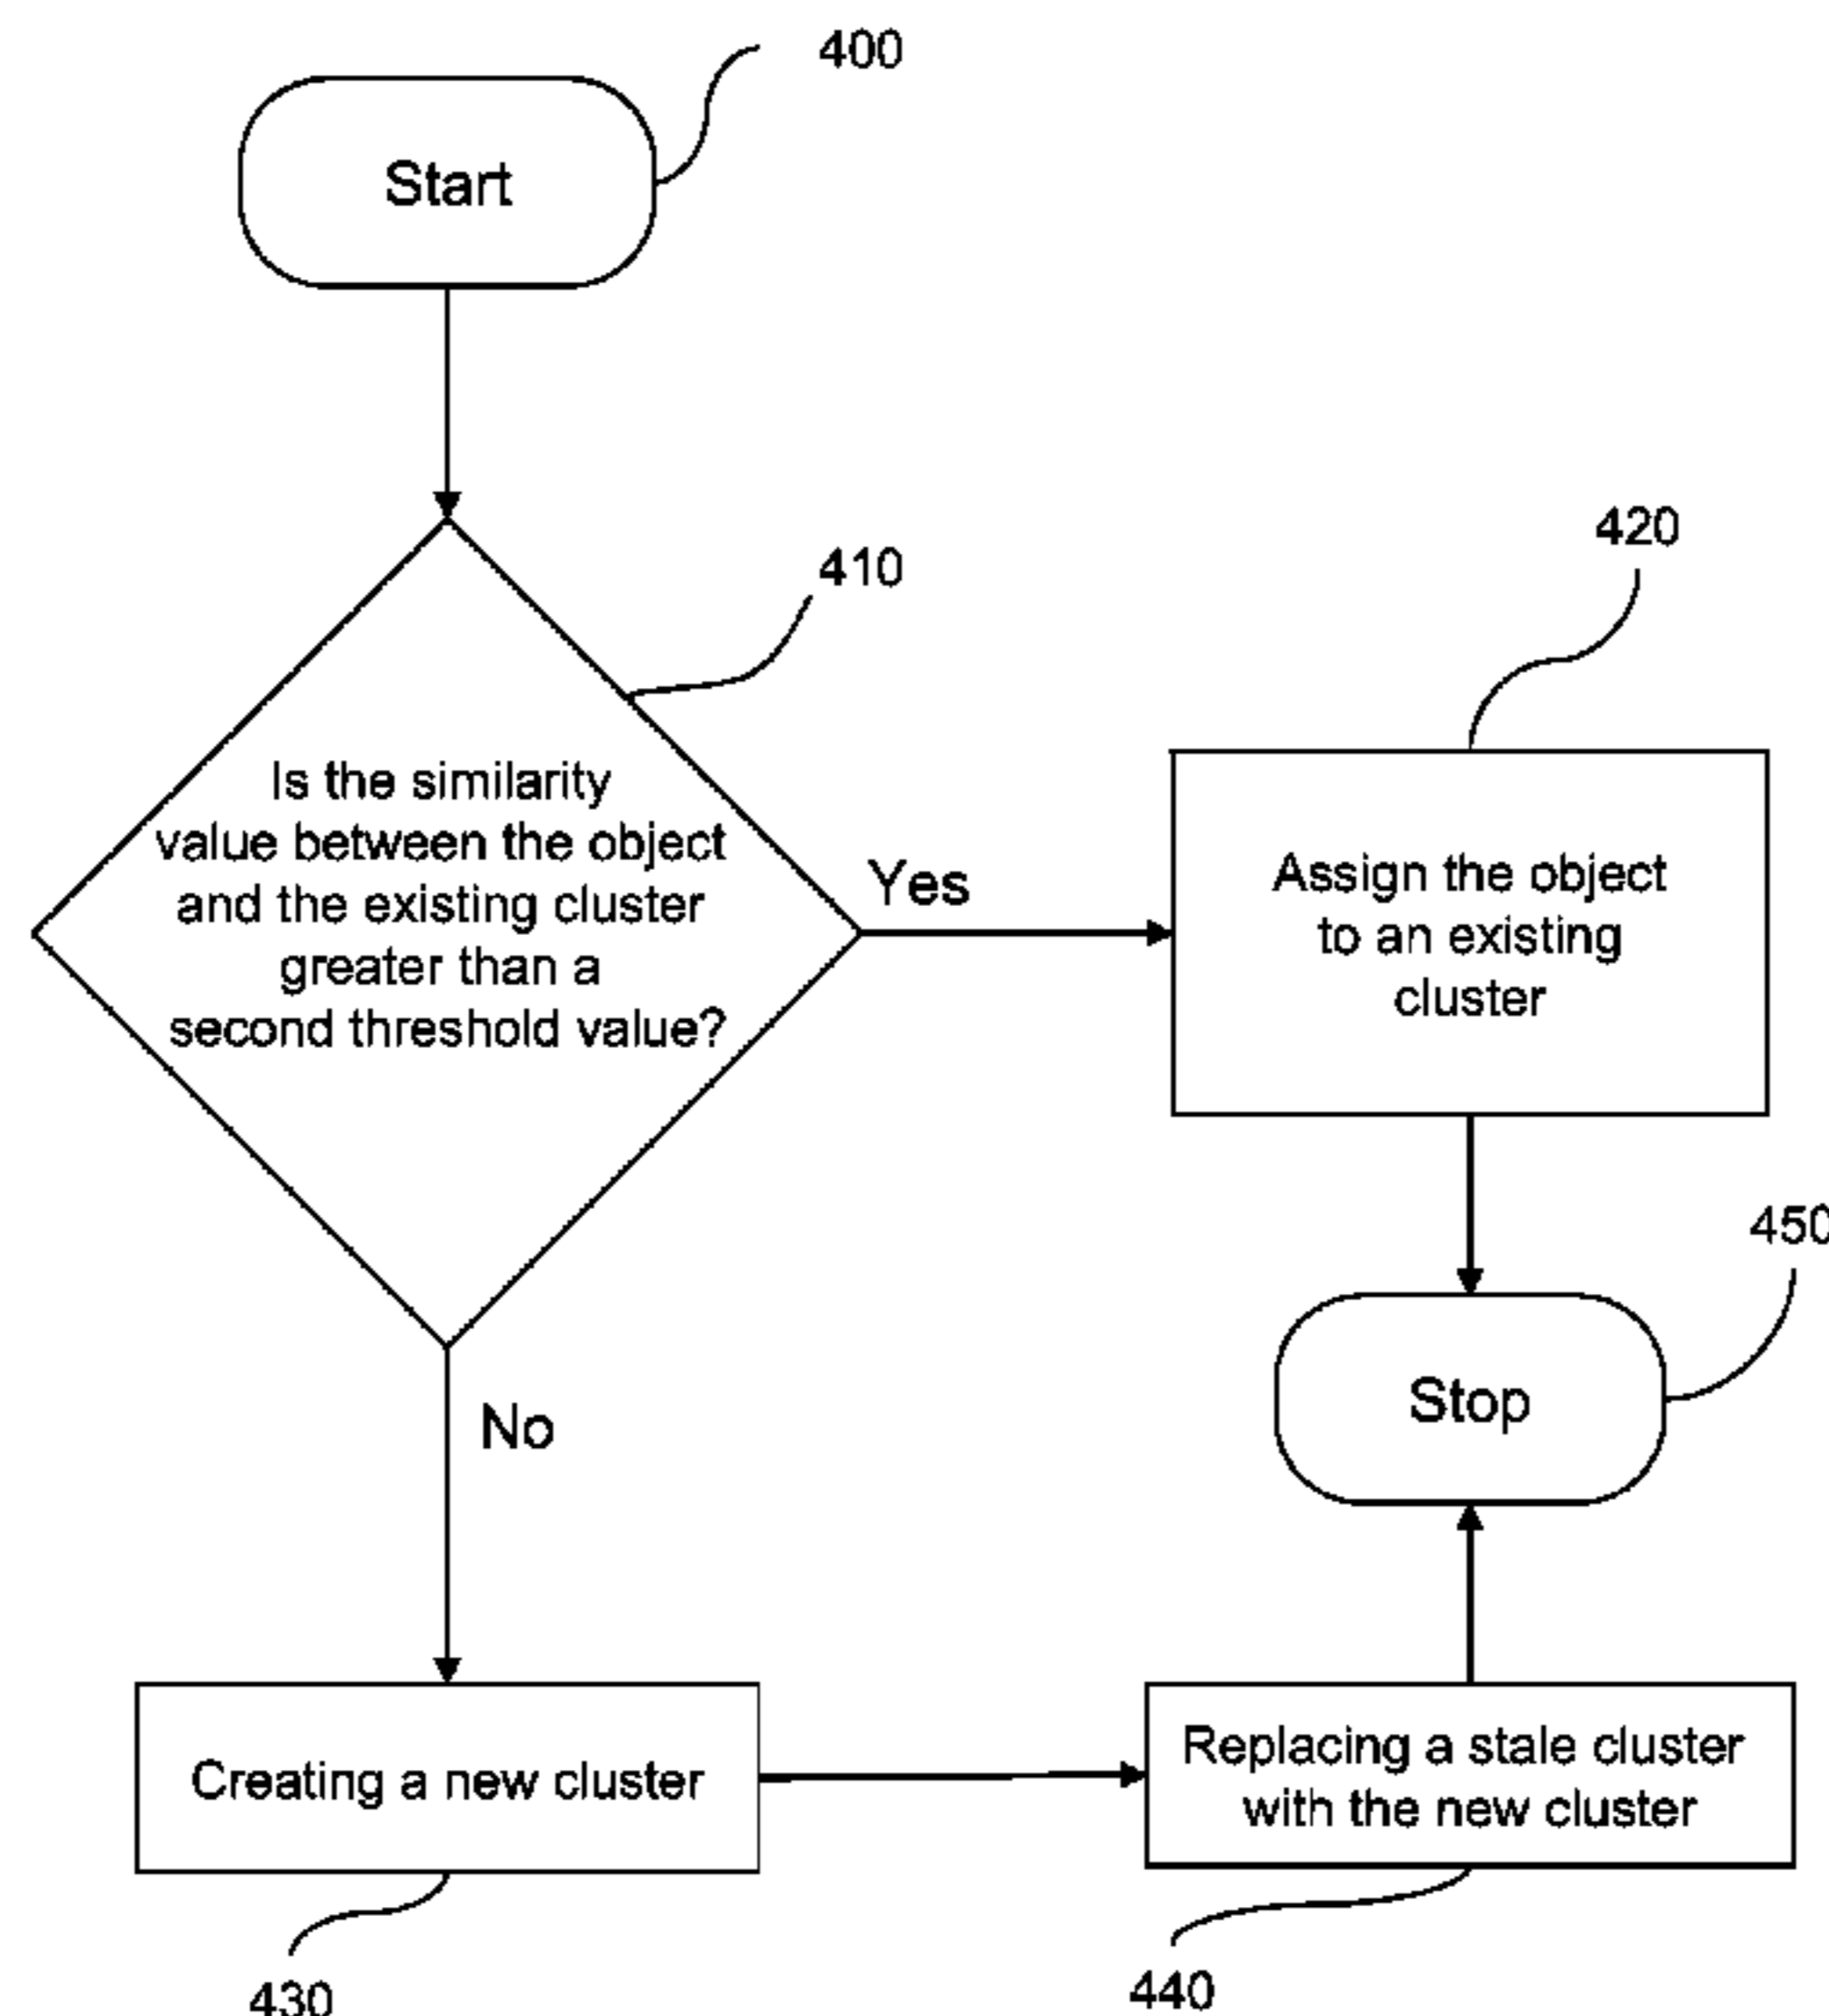 400
Start
410
Is the similarity
value between the object
and the existing cluster
greater than a
second threshold value?
Yes
420
Assign the object
to an existing
cluster
450
Stop
No
Creating a new cluster
Replacing a stale cluster
with the new cluster
430
440